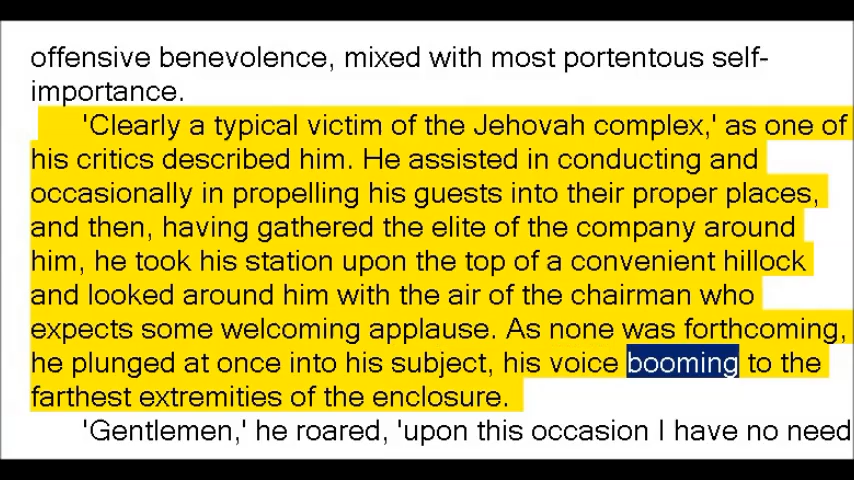 offensive benevolence, mixed with most portentous self-
importance.
'Clearly a typical victim of the Jehovah complex,' as one of
his critics described him. He assisted in conducting and
occasionally in propelling his guests into their proper places,
and then, having gathered the elite of the company around
him, he took his station upon the top of a convenient hillock
and looked around him with the air of the chairman who
expects some welcoming applause. As none was forthcoming,
he plunged at once into his subject, his voice booming to the
farthest extremities of the enclosure.
'Gentlemen,' he roared, 'upon this occasion I have no need